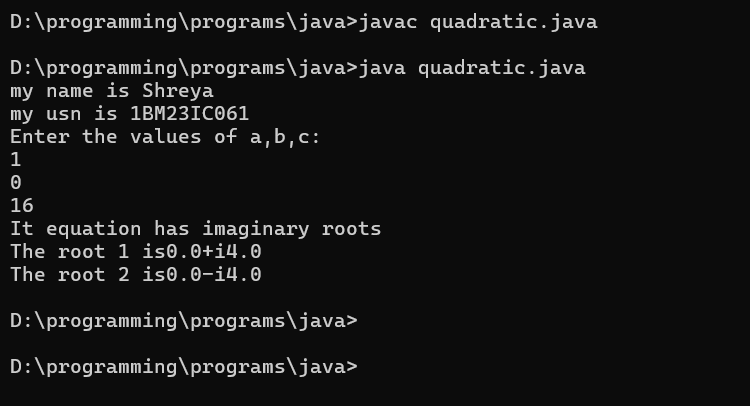 D:\programming\programs\java>javac quadratic.java
D:\programming\programs\java>java quadratic.java
my name is Shreya
my usn is 1BM23IC061
Enter the values of a,b,c:
1
0
16
It equation has imaginary roots
The root 1 is0.0+i4.0
The root 2 is0.0-i4.0
D:\programming\programs\java>
D:\programming\programs\java>